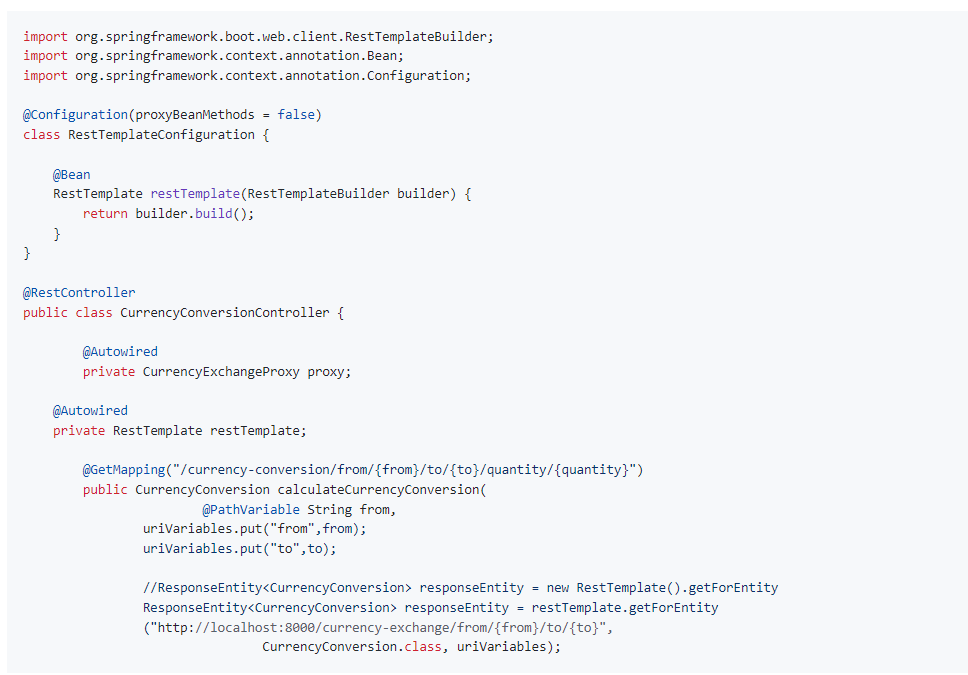 import org.springframework.boot.web.client.RestTemplateBuilder;
import org.springframework.context.annotation.Bean;
import org.springframework.context.annotation.Configuration;

@Configuration(proxyBeanMethods = false)
class RestTemplateConfiguration {

    @Bean
    RestTemplate restTemplate(RestTemplateBuilder builder) {
        return builder.build();
    }
}

@RestController
public class CurrencyConversionController {

        @Autowired
        private CurrencyExchangeProxy proxy;

    @Autowired
    private RestTemplate restTemplate;

        @GetMapping("/currency-conversion/from/{from}/to/{to}/quantity/{quantity}")
        public CurrencyConversion calculateCurrencyConversion(
                        @PathVariable String from,
                uriVariables.put("from",from);
                uriVariables.put("to",to);

                //ResponseEntity<CurrencyConversion> responseEntity = new RestTemplate().getForEntity
                ResponseEntity<CurrencyConversion> responseEntity = restTemplate.getForEntity
                ("http://localhost:8000/currency-exchange/from/{from}/to/{to}",
                                CurrencyConversion.class, uriVariables);